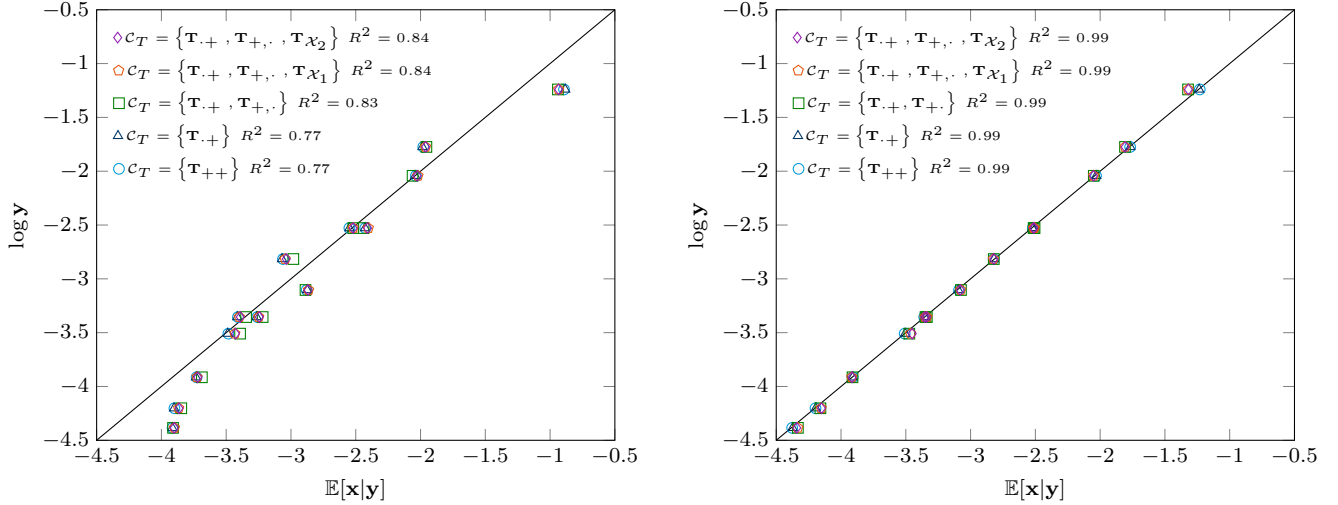 −0.5
−1
−1.5
−2
−2.5
−3
−3.5
−4
−4.5
log y
𝒞_T = {T_{·+} , T_{+,·} , T_{𝒳_2}} R² = 0.84
𝒞_T = {T_{·+} , T_{+,·} , T_{𝒳_1}} R² = 0.84
𝒞_T = {T_{·+} , T_{+,·}} R² = 0.83
𝒞_T = {T_{·+}} R² = 0.77
𝒞_T = {T_{++}} R² = 0.77
−4.5 −4 −3.5 −3 −2.5 −2 −1.5 −1 −0.5
𝔼[x|y]
−0.5
−1
−1.5
−2
−2.5
−3
−3.5
−4
−4.5
log y
𝒞_T = {T_{·+} , T_{+,·} , T_{𝒳_2}} R² = 0.99
𝒞_T = {T_{·+} , T_{+,·} , T_{𝒳_1}} R² = 0.99
𝒞_T = {T_{·+}, T_{+·}} R² = 0.99
𝒞_T = {T_{·+}} R² = 0.99
𝒞_T = {T_{++}} R² = 0.99
−4.5 −4 −3.5 −3 −2.5 −2 −1.5 −1 −0.5
𝔼[x|y]